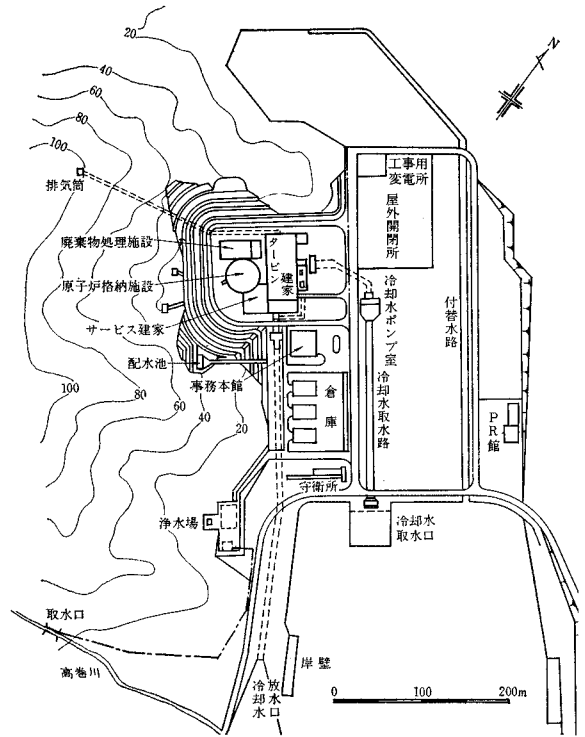 20
N
40
60
80
100
排気筒
工事用
変電所
屋外開閉所
廃棄物処理施設
タービン建家
原子炉格納施設
サービス建家
冷却水ポンプ室
付替水路
配水池
事務本館
冷却水取水路
倉庫
100
80
60
40
20
PR館
守衛所
浄水場
冷却水
取水口
取水口
高巻川
岸壁
冷却水
放水口
0 100 200m